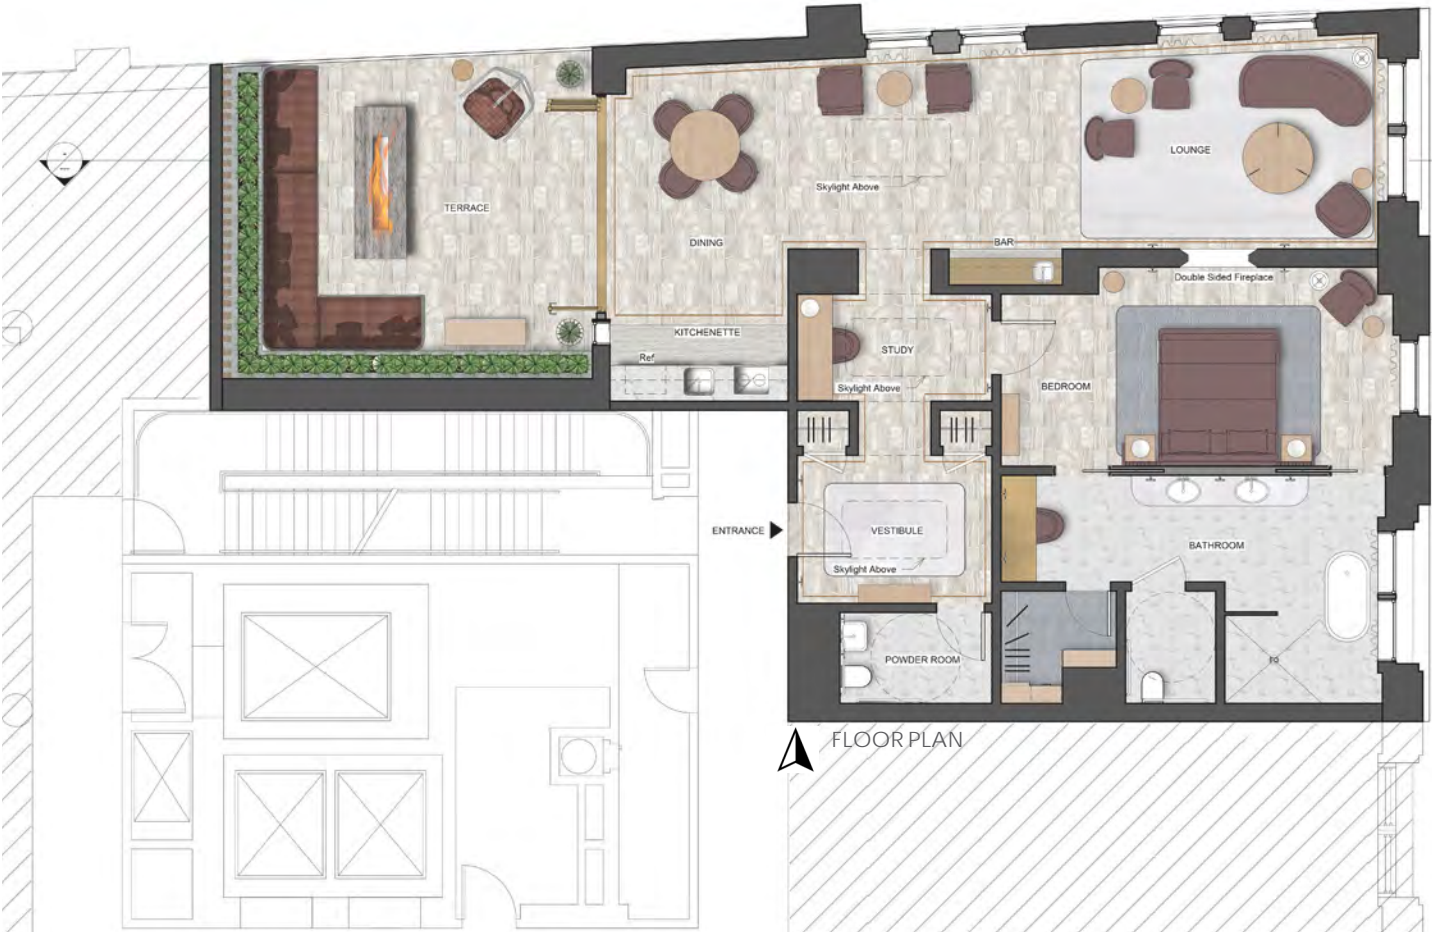 LOUNGE
Skylight Above
TERRACE
DINING
BAR
Double Sided Fireplace
KITCHENETTE
STUDY
Ref
Skylight Above
BEDROOM
ENTRANCE
VESTIBULE
BATHROOM
Skylight Above
POWDER ROOM
FLOOR PLAN